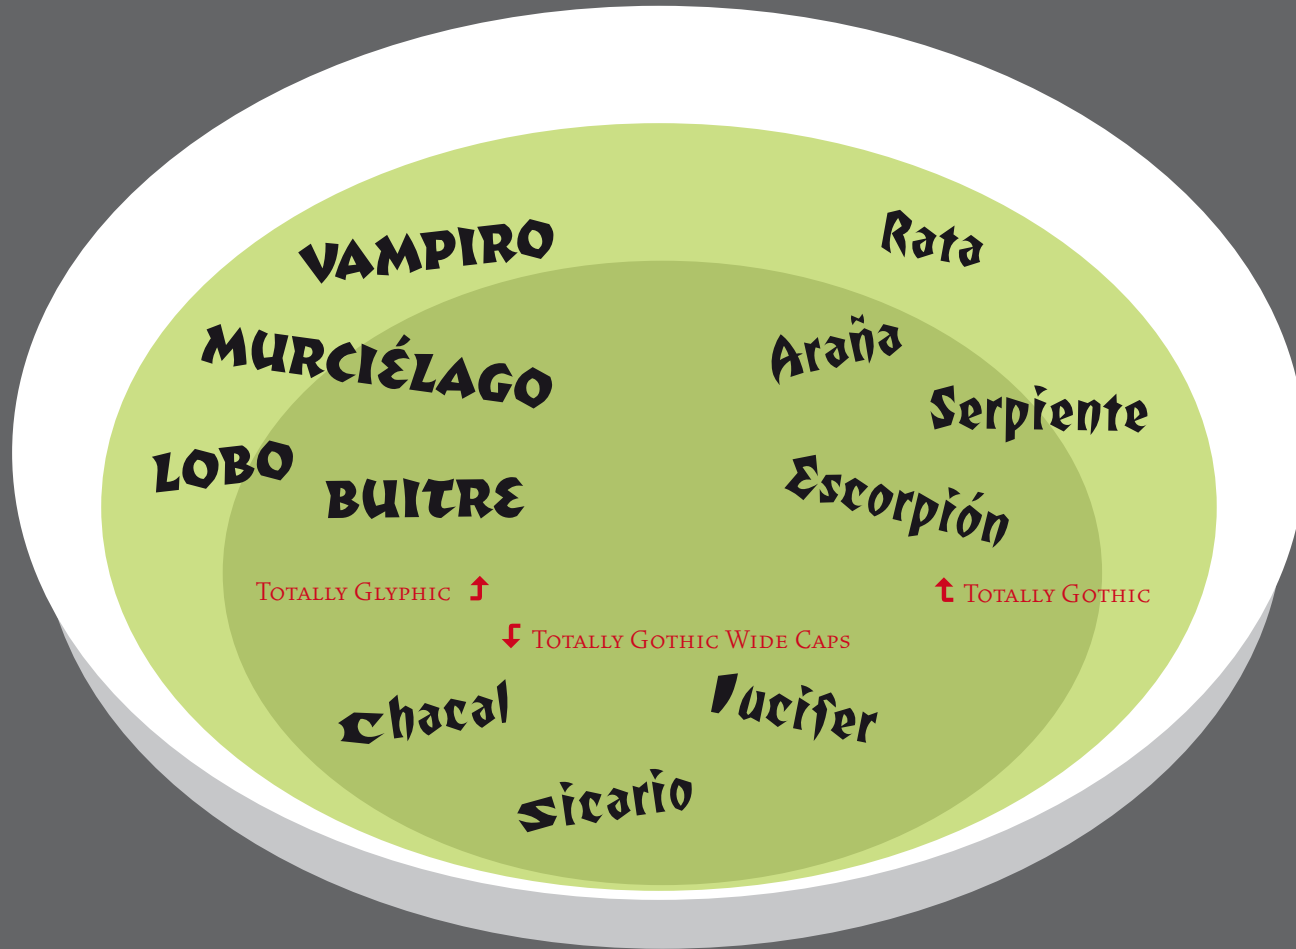 VAMPIRO
Rata
MURCIÉLAGO
Araña
Serpiente
LOBO
BUITRE
Escorpión
Totally Glyphic
Totally Gothic
Totally Gothic Wide Caps
Chacal
Lucifer
Sicario